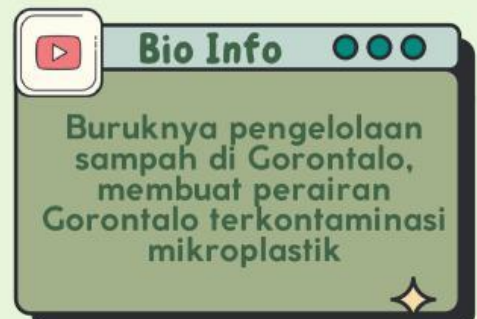 Bio Info
Buruknya pengelolaan
sampah di Gorontalo,
membuat perairan
Gorontalo terkontaminasi
mikroplastik